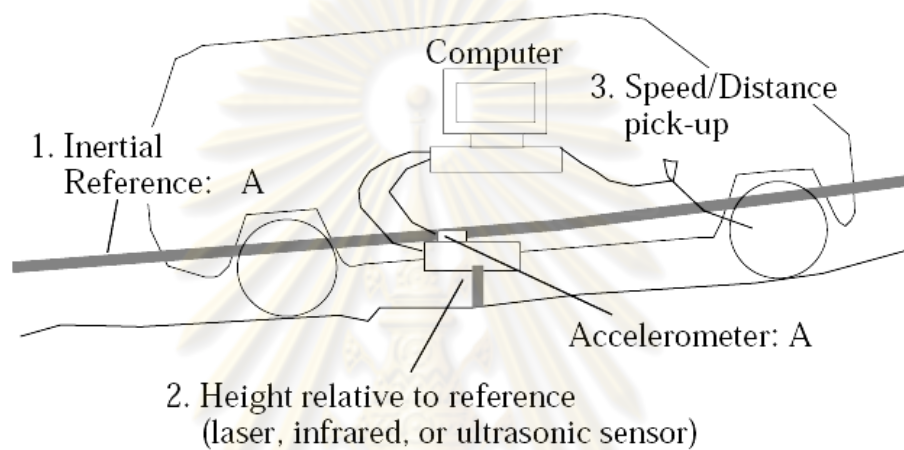 Computer
3. Speed/Distance
pick-up
1. Inertial
Reference: A
Accelerometer: A
2. Height relative to reference
(laser, infrared, or ultrasonic sensor)